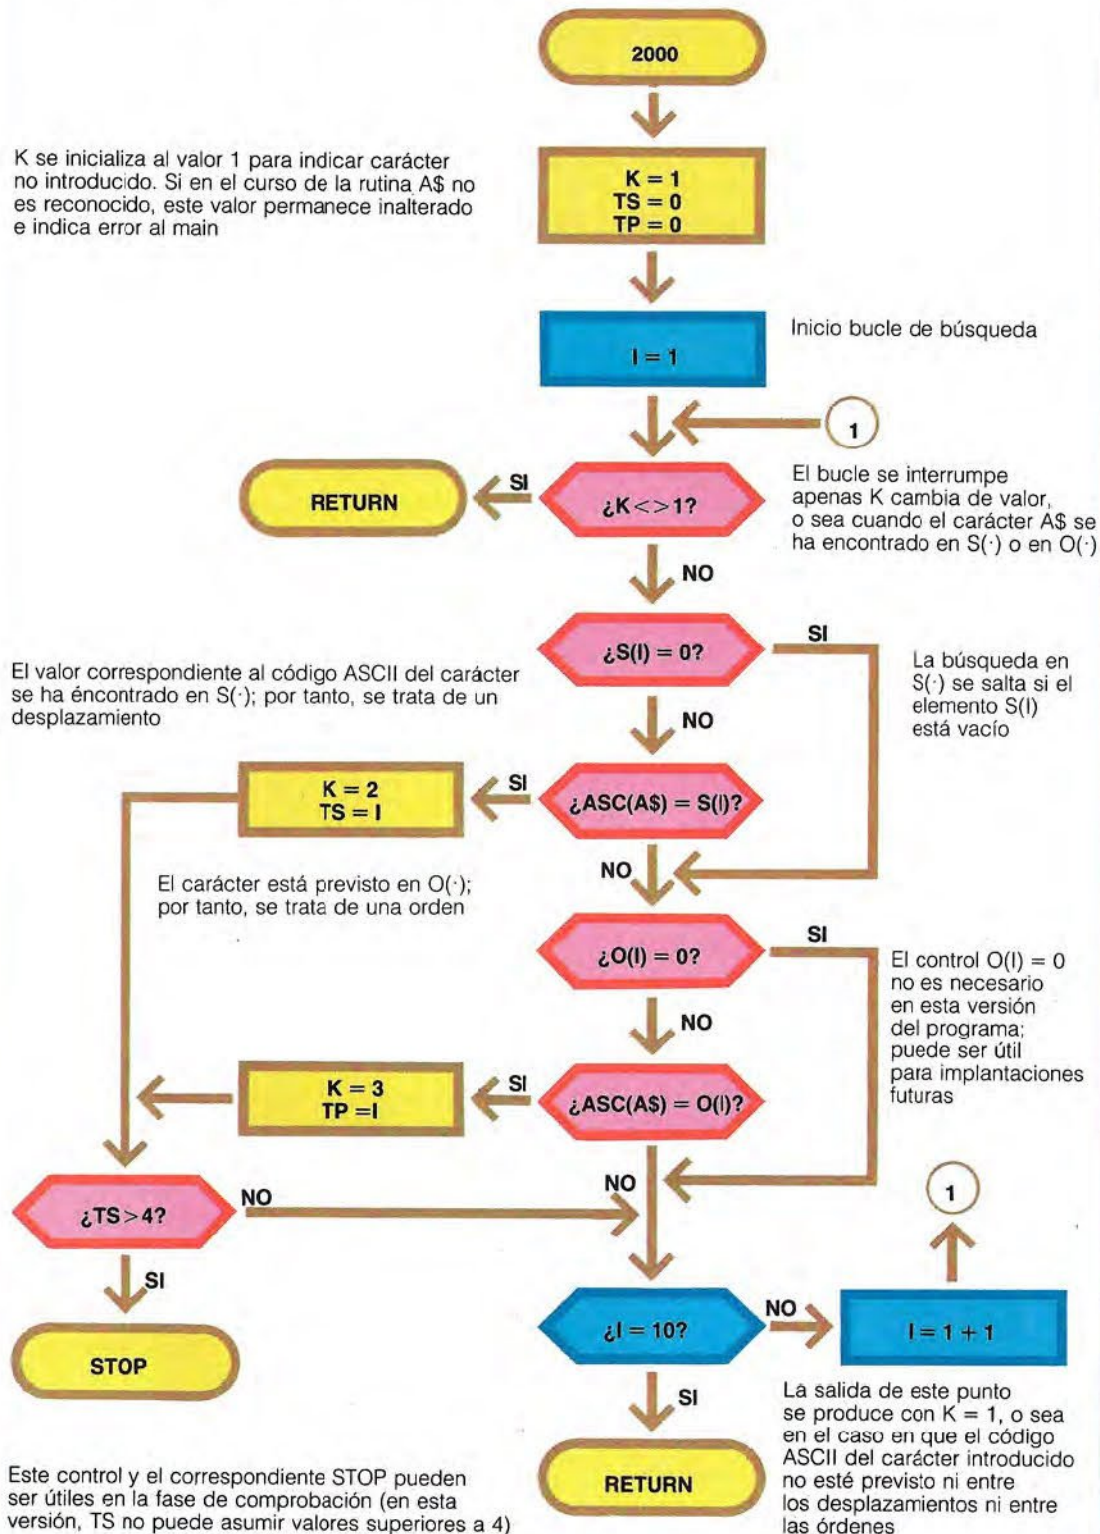 2000
K se inicializa al valor 1 para indicar carácter
no introducido. Si en el curso de la rutina A$ no
es reconocido, este valor permanece inalterado
e indica error al main
K = 1
TS = 0
TP = 0
I = 1
Inicio bucle de búsqueda
1
RETURN
SI
¿K<>1?
El bucle se interrumpe
apenas K cambia de valor,
o sea cuando el carácter A$ se
ha encontrado en S(·) o en O(·)
NO
¿S(I) = 0?
SI
El valor correspondiente al código ASCII del carácter
se ha éncontrado en S(·); por tanto, se trata de un
desplazamiento
La búsqueda en
S(·) se salta si el
elemento S(I)
está vacío
NO
K = 2
TS = I
SI
¿ASC(A$) = S(I)?
NO
El carácter está previsto en O(·);
por tanto, se trata de una orden
¿O(I) = 0?
SI
El control O(I) = 0
no es necesario
en esta versión
del programa;
puede ser útil
para implantaciones
futuras
NO
K = 3
TP =I
SI
¿ASC(A$) = O(I)?
NO
1
¿TS>4?
NO
SI
STOP
¿I = 10?
NO
I = 1 + 1
SI
RETURN
La salida de este punto
se produce con K = 1, o sea
en el caso en que el código
ASCII del carácter introducido
no esté previsto ni entre
los desplazamientos ni entre
las órdenes
Este control y el correspondiente STOP pueden
ser útiles en la fase de comprobación (en esta
versión, TS no puede asumir valores superiores a 4)